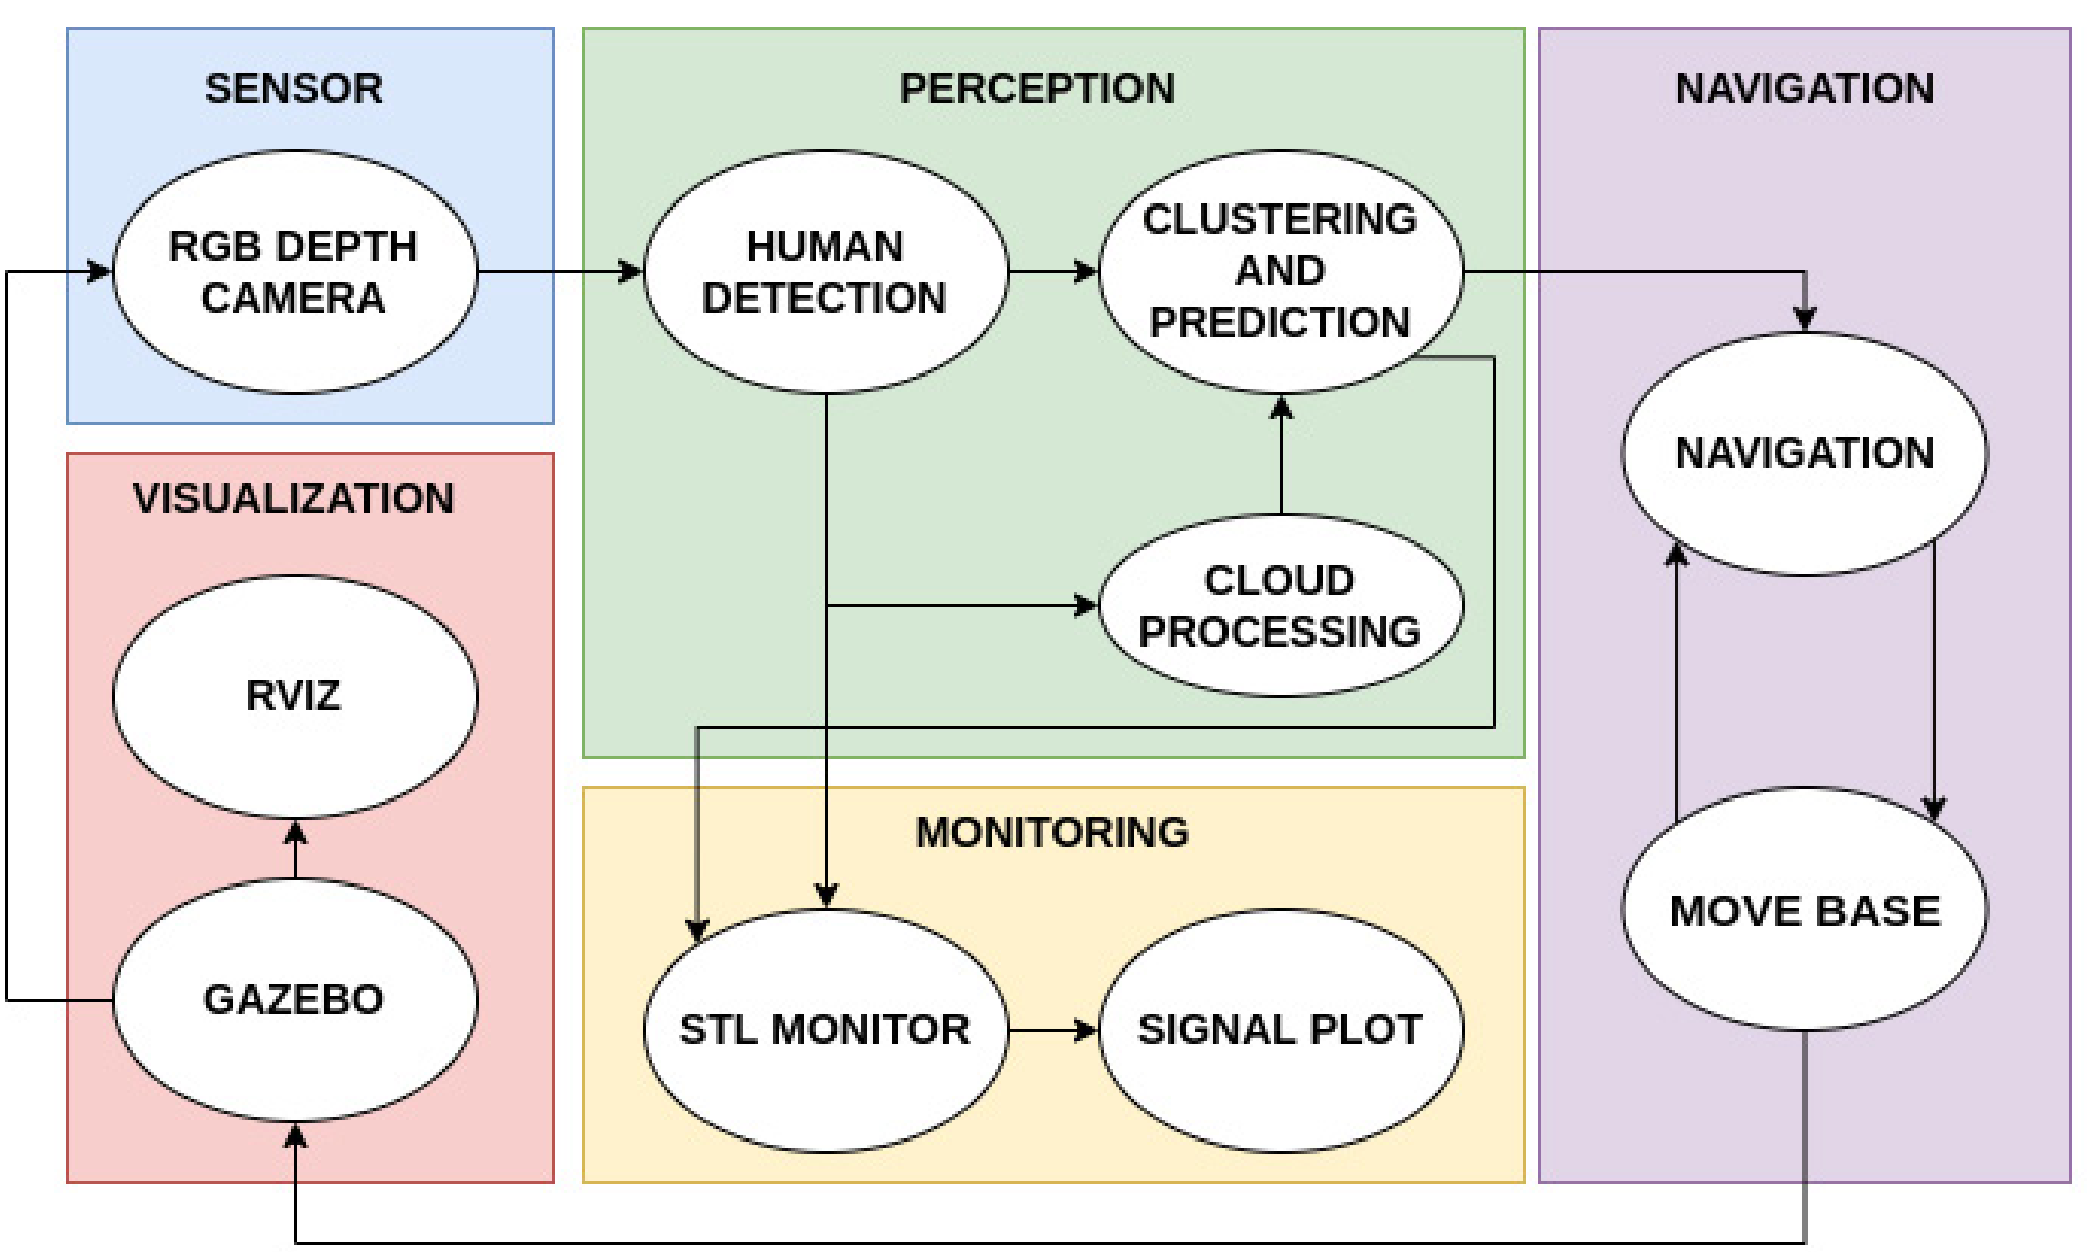 SENSOR
RGB DEPTH
CAMERA
VISUALIZATION
RVIZ
GAZEBO
PERCEPTION
HUMAN
DETECTION
CLUSTERING
AND
PREDICTION
CLOUD
PROCESSING
MONITORING
STL MONITOR
SIGNAL PLOT
NAVIGATION
NAVIGATION
MOVE BASE